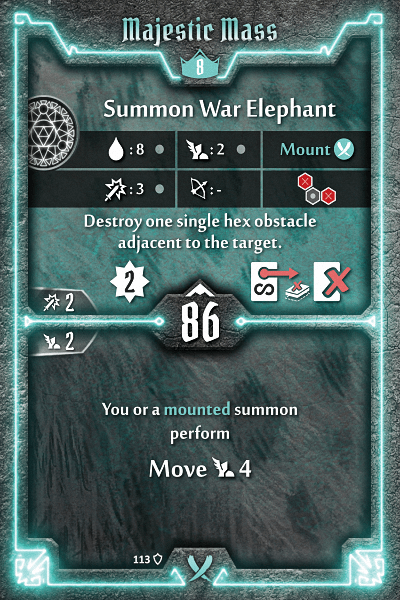 Majestic Mass
8
Summon War Elephant
: 8
: 2
Mount
: 3
: -
Destroy one single hex obstacle
adjacent to the target.
2
2
86
2
You or a mounted summon
perform
Move 4
113